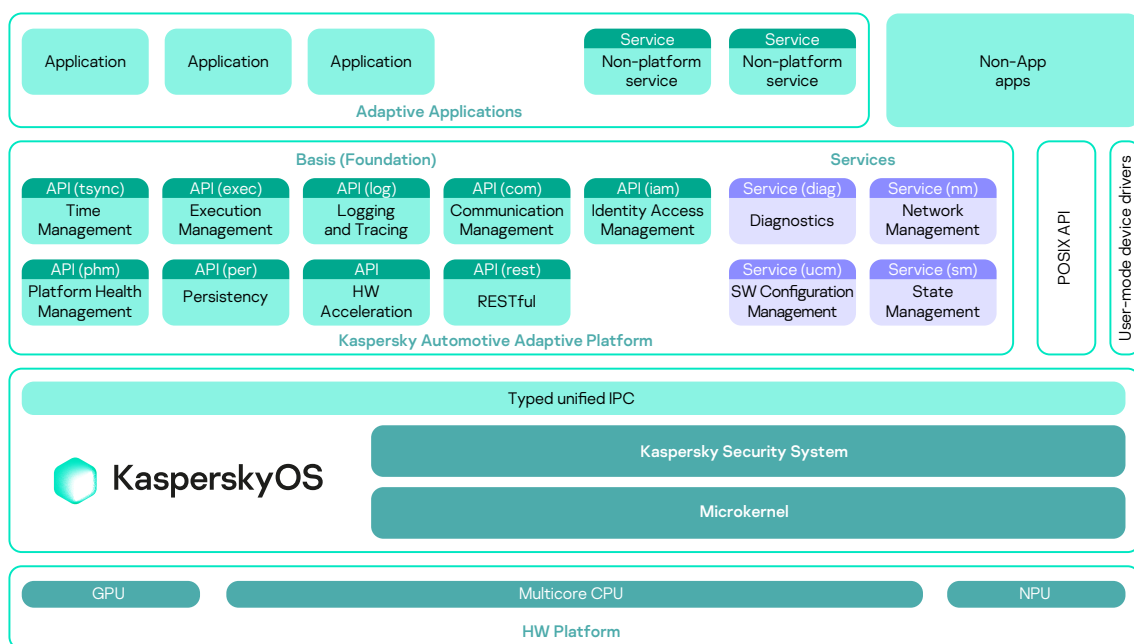 Application
Application
Application
Service
Non-platform
service
Service
Non-platform
service
Adaptive Applications
Non-App
apps
Basis (Foundation)
Services
API (tsync)
Time
Management
API (exec)
Execution
Management
API (log)
Logging
and Tracing
API (com)
Communication
Management
API (iam)
Identity Access
Management
Service (diag)
Diagnostics
Service (nm)
Network
Management
API (phm)
Platform Health
Management
API (per)
Persistency
API
HW
Acceleration
API (rest)
RESTful
Service (ucm)
SW Configuration
Management
Service (sm)
State
Management
Kaspersky Automotive Adaptive Platform
POSIX API
User-mode device drivers
Typed unified IPC
KasperskyOS
Kaspersky Security System
Microkernel
GPU
Multicore CPU
NPU
HW Platform